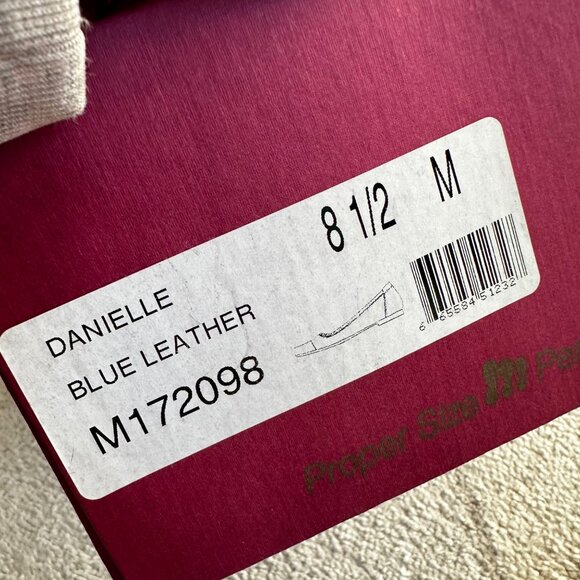 8 1/2 M
DANIELLE
BLUE LEATHER
M172098
6 65584 51232
Proper Size